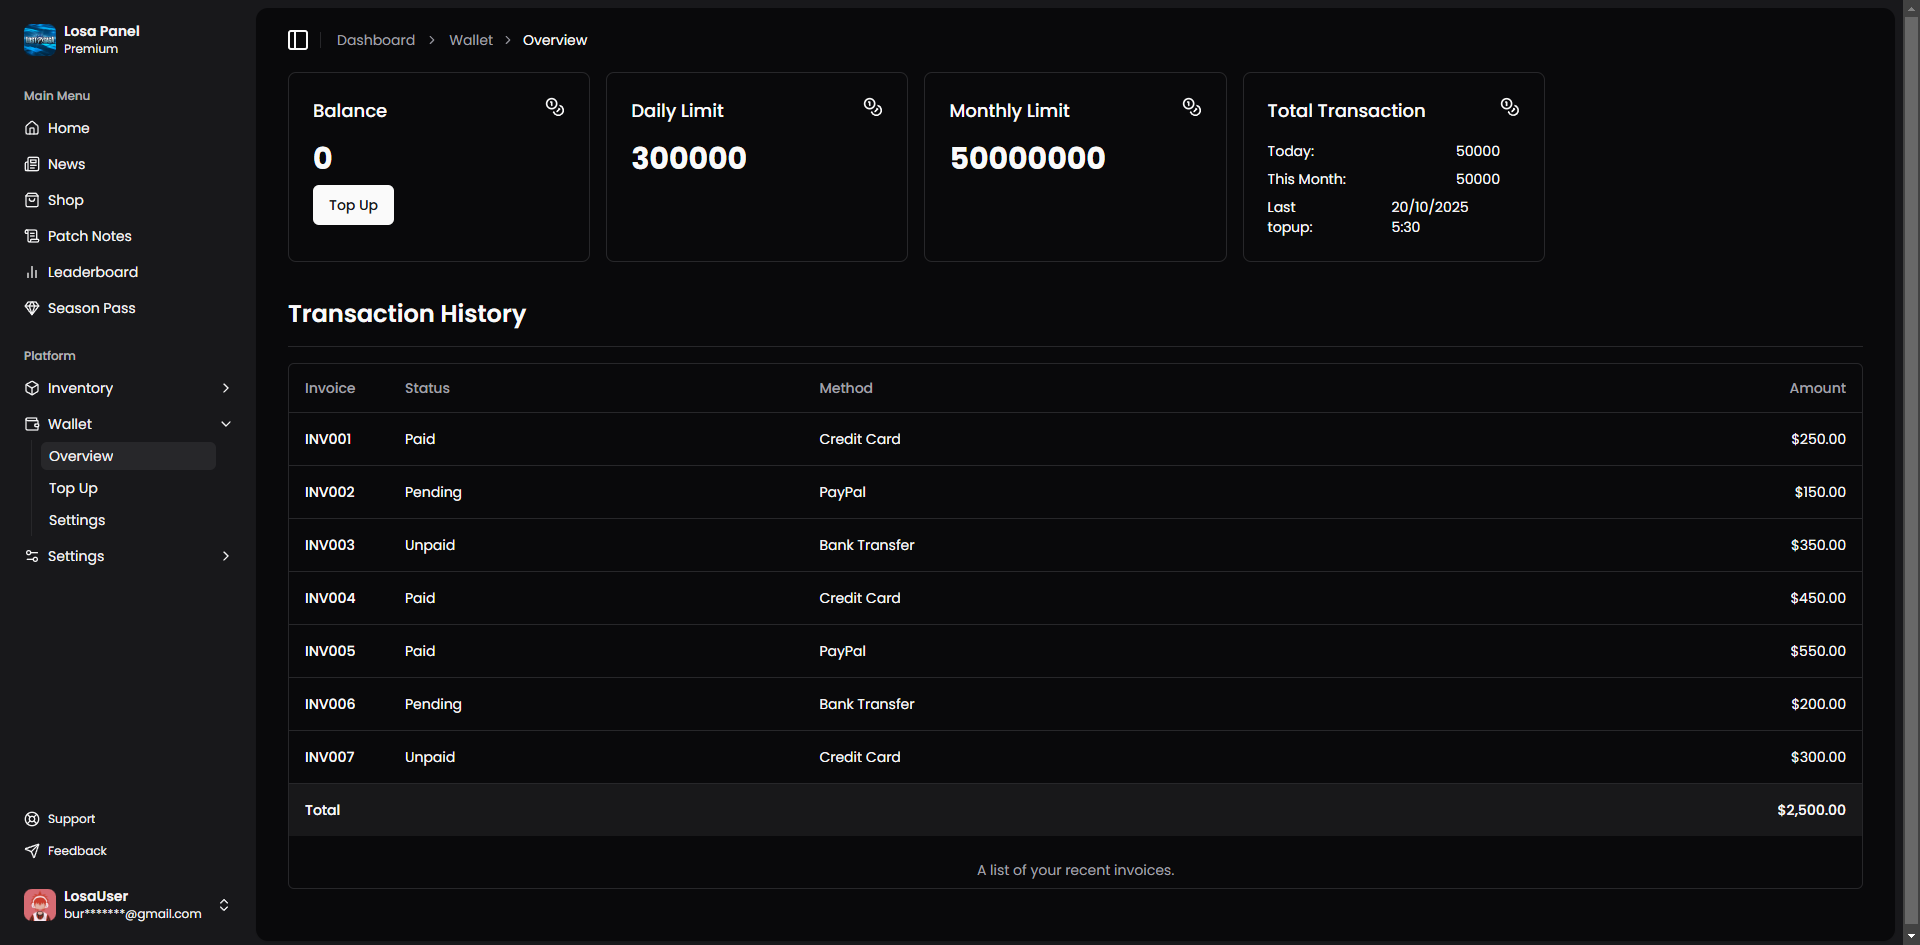 Losa Panel
Premium
Main Menu
Home
News
Shop
Patch Notes
Leaderboard
Season Pass
Platform
Inventory
Wallet
Overview
Top Up
Settings
Settings
Support
Feedback
LosaUser
bur*******@gmail.com
Dashboard > Wallet > Overview
Balance
0
Top Up
Daily Limit
300000
Monthly Limit
50000000
Total Transaction
Today: 50000
This Month: 50000
Last topup: 20/10/2025 5:30
Transaction History
Invoice Status Method Amount
INV001 Paid Credit Card $250.00
INV002 Pending PayPal $150.00
INV003 Unpaid Bank Transfer $350.00
INV004 Paid Credit Card $450.00
INV005 Paid PayPal $550.00
INV006 Pending Bank Transfer $200.00
INV007 Unpaid Credit Card $300.00
Total $2,500.00
A list of your recent invoices.